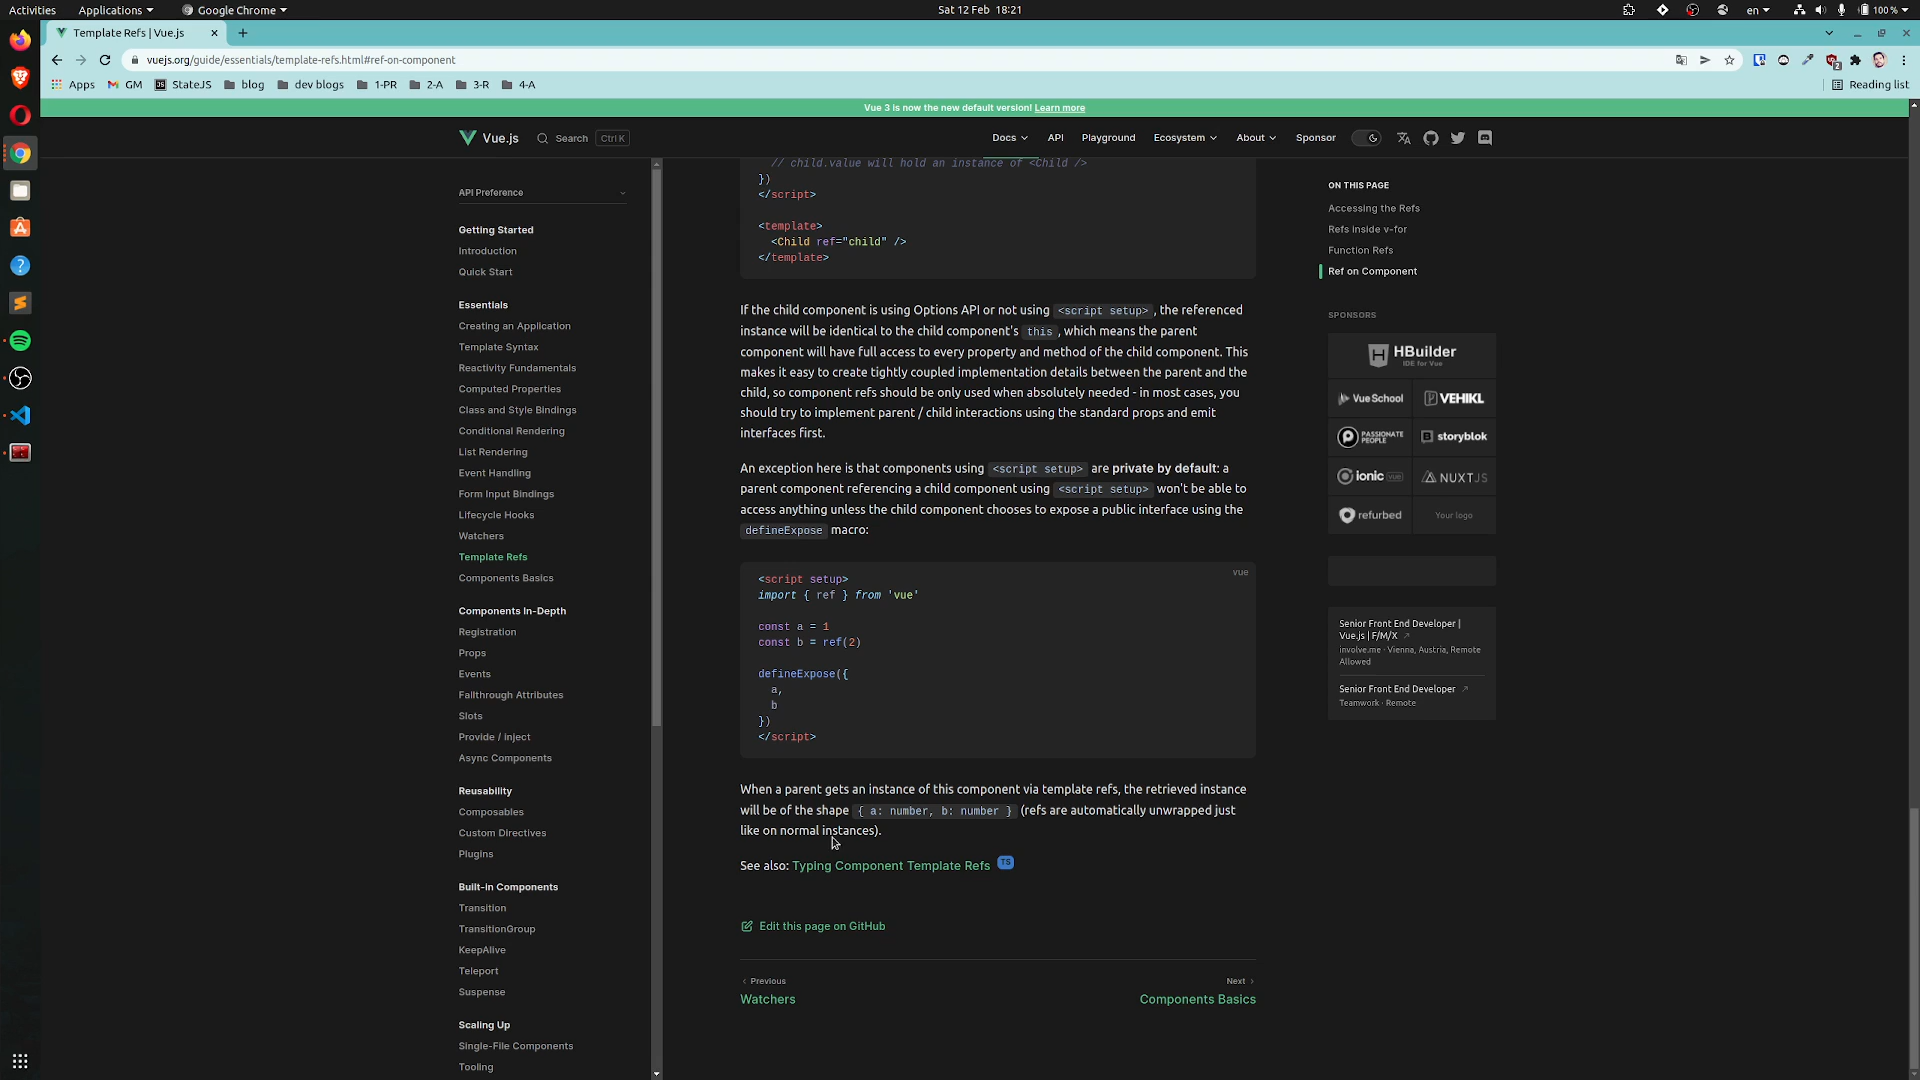 Activities
Applications
Google Chrome
Sat 12 Feb 18:21
en
100 %
Template Refs | Vue.js
vuejs.org/guide/essentials/template-refs.html#ref-on-component
Apps
GM
StateJS
blog
dev blogs
1-PR
2-A
3-R
4-A
Reading list
Vue 3 is now the new default version! Learn more
Vue.js
Search
Ctrl K
Docs
API
Playground
Ecosystem
About
Sponsor
API Preference
Getting Started
Introduction
Quick Start
Essentials
Creating an Application
Template Syntax
Reactivity Fundamentals
Computed Properties
Class and Style Bindings
Conditional Rendering
List Rendering
Event Handling
Form Input Bindings
Lifecycle Hooks
Watchers
Template Refs
Components Basics
Components In-Depth
Registration
Props
Events
Fallthrough Attributes
Slots
Provide / inject
Async Components
Reusability
Composables
Custom Directives
Plugins
Built-in Components
Transition
TransitionGroup
KeepAlive
Teleport
Suspense
Scaling Up
Single-File Components
Tooling
// child.value will hold an instance of <Child />
})
</script>
<template>
<Child ref="child" />
</template>
If the child component is using Options API or not using <script setup>, the referenced
instance will be identical to the child component's this, which means the parent
component will have full access to every property and method of the child component. This
makes it easy to create tightly coupled implementation details between the parent and the
child, so component refs should be only used when absolutely needed - in most cases, you
should try to implement parent / child interactions using the standard props and emit
interfaces first.
An exception here is that components using <script setup> are private by default: a
parent component referencing a child component using <script setup> won't be able to
access anything unless the child component chooses to expose a public interface using the
defineExpose macro:
vue
<script setup>
import { ref } from 'vue'
const a = 1
const b = ref(2)
defineExpose({
a,
b
})
</script>
When a parent gets an instance of this component via template refs, the retrieved instance
will be of the shape { a: number, b: number } (refs are automatically unwrapped just
like on normal instances).
See also: Typing Component Template Refs TS
Edit this page on GitHub
Previous
Watchers
Next
Components Basics
ON THIS PAGE
Accessing the Refs
Refs inside v-for
Function Refs
Ref on Component
SPONSORS
HBuilder
IDE for Vue
Vue School
VEHIKL
PASSIONATE
PEOPLE
storyblok
ionic vue
NUXTJS
refurbed
Your logo
Senior Front End Developer |
Vue.js | F/M/X
involve.me · Vienna, Austria, Remote
Allowed
Senior Front End Developer
Teamwork · Remote